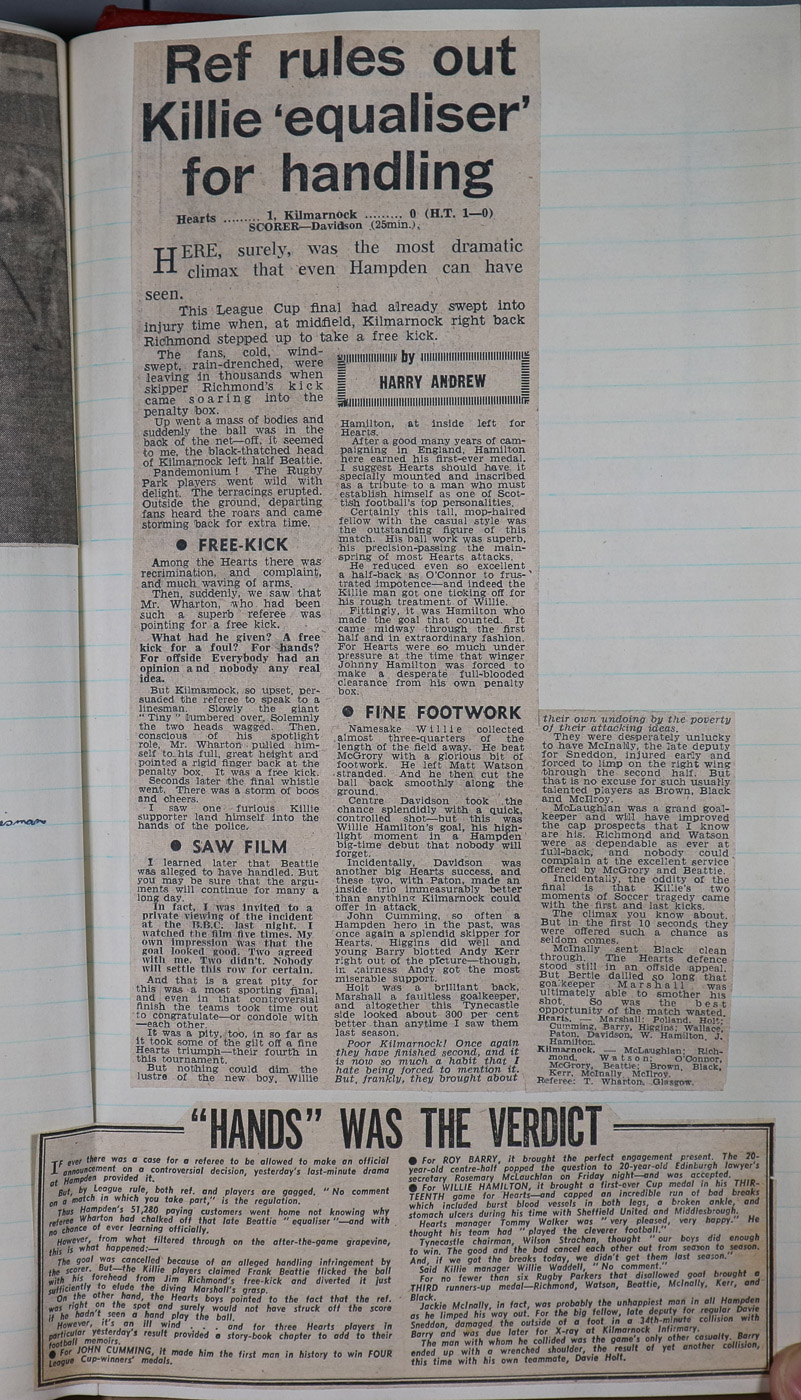 Ref rules out
Killie 'equaliser'
for handling
Hearts ......... 1, Kilmarnock ......... 0 (H.T. 1—0)
SCORER—Davidson (25min.),
HERE, surely, was the most dramatic
climax that even Hampden can have
seen.
This League Cup final had already swept into
injury time when, at midfield, Kilmarnock right back
Richmond stepped up to take a free kick.
The fans, cold, wind-
swept, rain-drenched, were
leaving in thousands when
skipper Richmond's kick
came soaring into the
penalty box.
Up went a mass of bodies and
suddenly the ball was in the
back of the net—off, it seemed
to me, the black-thatched head
of Kilmarnock left half Beattie.
Pandemonium! The Rugby
Park players went wild with
delight. The terracings erupted.
Outside the ground, departing
fans heard the roars and came
storming back for extra time.
● FREE-KICK
Among the Hearts there was
recrimination, and complaint,
and much waving of arms.
Then, suddenly, we saw that
Mr. Wharton, who had been
such a superb referee was
pointing for a free kick.
What had he given? A free
kick for a foul? For hands?
For offside Everybody had an
opinion and nobody any real
idea.
But Kilmarnock, so upset, per-
suaded the referee to speak to a
linesman. Slowly the giant
"Tiny" lumbered over. Solemnly
the two heads wagged. Then,
conscious of his spotlight
role, Mr. Wharton pulled him-
self to his full, great height and
pointed a rigid finger back at the
penalty box. It was a free kick.
Seconds later the final whistle
went. There was a storm of boos
and cheers.
I saw one furious Killie
supporter land himself into the
hands of the police.
● SAW FILM
I learned later that Beattie
was alleged to have handled. But
you may be sure that the argu-
ments will continue for many a
long day.
In fact, I was invited to a
private viewing of the incident
at the B.B.C. last night. I
watched the film five times. My
own impression was that the
goal looked good. Two agreed
with me. Two didn't. Nobody
will settle this row for certain.
And that is a great pity for
this was a most sporting final,
and even in that controversial
finish the teams took time out
to congratulate—or condole with
—each other.
It was a pity, too, in so far as
it took some of the gilt off a fine
Hearts triumph—their fourth in
this tournament.
But nothing could dim the
lustre of the new boy, Willie
by
HARRY ANDREW
Hamilton, at inside left for
Hearts.
After a good many years of cam-
paigning in England, Hamilton
here earned his first-ever medal.
I suggest Hearts should have it
specially mounted and inscribed
as a tribute to a man who must
establish himself as one of Scot-
tish football's top personalities.
Certainly this tall, mop-haired
fellow with the casual style was
the outstanding figure of this
match. His ball work was superb,
his precision-passing the main-
spring of most Hearts attacks.
He reduced even so excellent
a half-back as O'Connor to frus-
trated impotence—and indeed the
Killie man got one ticking off for
his rough treatment of Willie.
Fittingly, it was Hamilton who
made the goal that counted. It
came midway through the first
half and in extraordinary fashion.
For Hearts were so much under
pressure at the time that winger
Johnny Hamilton was forced to
make a desperate full-blooded
clearance from his own penalty
box.
● FINE FOOTWORK
Namesake Willie collected
almost three-quarters of the
length of the field away. He beat
McGrory with a glorious bit of
footwork. He left Matt Watson
stranded. And he then cut the
ball back smoothly along the
ground.
Centre Davidson took the
chance splendidly with a quick,
controlled shot—but this was
Willie Hamilton's goal, his high-
light moment in a Hampden
big-time debut that nobody will
forget.
Incidentally, Davidson was
another big Hearts success, and
these two, with Paton, made an
inside trio immeasurably better
than anything Kilmarnock could
offer in attack.
John Cumming, so often a
Hampden hero in the past, was
once again a splendid skipper for
Hearts. Higgins did well and
young Barry blotted Andy Kerr
right out of the picture—though,
in fairness Andy got the most
miserable support.
Holt was a brilliant back,
Marshall a faultless goalkeeper,
and altogether this Tynecastle
side looked about 300 per cent
better than anytime I saw them
last season.
Poor Kilmarnock! Once again
they have finished second, and it
is now so much a habit that I
hate being forced to mention it.
But, frankly, they brought about
their own undoing by the poverty
of their attacking ideas.
They were desperately unlucky
to have McInally, the late deputy
for Sneddon, injured early and
forced to limp on the right wing
through the second half. But
that is no excuse for such usually
talented players as Brown, Black
and McIlroy.
McLaughlan was a grand goal-
keeper and will have improved
the cap prospects that I know
are his. Richmond and Watson
were as dependable as ever at
full-back, and nobody could
complain at the excellent service
offered by McGrory and Beattie.
Incidentally, the oddity of the
final is that Killie's two
moments of Soccer tragedy came
with the first and last kicks.
The climax you know about.
But in the first 10 seconds they
were offered such a chance as
seldom comes.
McInally sent Black clean
through. The Hearts defence
stood still in an offside appeal.
But Bertie dallied so long that
goalkeeper Marshall was
ultimately able to smother his
shot. So was the best
opportunity of the match wasted.
Hearts. — Marshall; Polland, Holt;
Cumming, Barry, Higgins; Wallace,
Paton, Davidson, W. Hamilton, J.
Hamilton.
Kilmarnock. — McLaughlan; Rich-
mond, Watson; O'Connor,
McGrory, Beattie; Brown, Black,
Kerr, McInally, McIlroy.
Referee: T. Wharton, Glasgow.
"HANDS" WAS THE VERDICT
IF ever there was a case for a referee to be allowed to make an official
announcement on a controversial decision, yesterday's last-minute drama
at Hampden provided it.
But, by League rule, both ref. and players are gagged. "No comment
on a match in which you take part," is the regulation.
Thus Hampden's 51,280 paying customers went home not knowing why
referee Wharton had chalked off that late Beattie "equaliser"—and with
no chance of ever learning officially.
However, from what filtered through on the after-the-game grapevine,
this is what happened:—
The goal was cancelled because of an alleged handling infringement by
the scorer. But—the Killie players claimed Frank Beattie flicked the ball
with his forehead from Jim Richmond's free-kick and diverted it just
sufficiently to elude the diving Marshall's grasp.
On the other hand, the Hearts boys pointed to the fact that the ref.
was right on the spot and surely would not have struck off the score
if he hadn't seen a hand play the ball.
However, it's an ill wind . . . and for three Hearts players in
particular yesterday's result provided a story-book chapter to add to their
football memoirs.
● For JOHN CUMMING, it made him the first man in history to win FOUR
League Cup-winners' medals.
● For ROY BARRY, it brought the perfect engagement present. The 20-
year-old centre-half popped the question to 20-year-old Edinburgh lawyer's
secretary Rosemary McLauchlan on Friday night—and was accepted.
● For WILLIE HAMILTON, it brought a first-ever Cup medal in his THIR-
TEENTH game for Hearts—and capped an incredible run of bad breaks
which included burst blood vessels in both legs, a broken ankle, and
stomach ulcers during his time with Sheffield United and Middlesbrough.
Hearts manager Tommy Walker was "very pleased, very happy." He
thought his team had "played the cleverer football."
Tynecastle chairman, Wilson Strachan, thought "our boys did enough
to win. The good and the bad cancel each other out from season to season.
And, if we got the breaks today, we didn't get them last season."
Said Killie manager Willie Waddell, "No comment."
For no fewer than six Rugby Parkers that disallowed goal brought a
THIRD runners-up medal—Richmond, Watson, Beattie, McInally, Kerr, and
Black.
Jackie McInally, in fact, was probably the unhappiest man in all Hampden
as he limped his way out. For the big fellow, late deputy for regular Davie
Sneddon, damaged the outside of a foot in a 34th-minute collision with
Barry and was due later for X-ray at Kilmarnock Infirmary.
The man with whom he collided was the game's only other casualty. Barry
ended up with a wrenched shoulder, the result of yet another collision,
this time with his own teammate, Davie Holt.